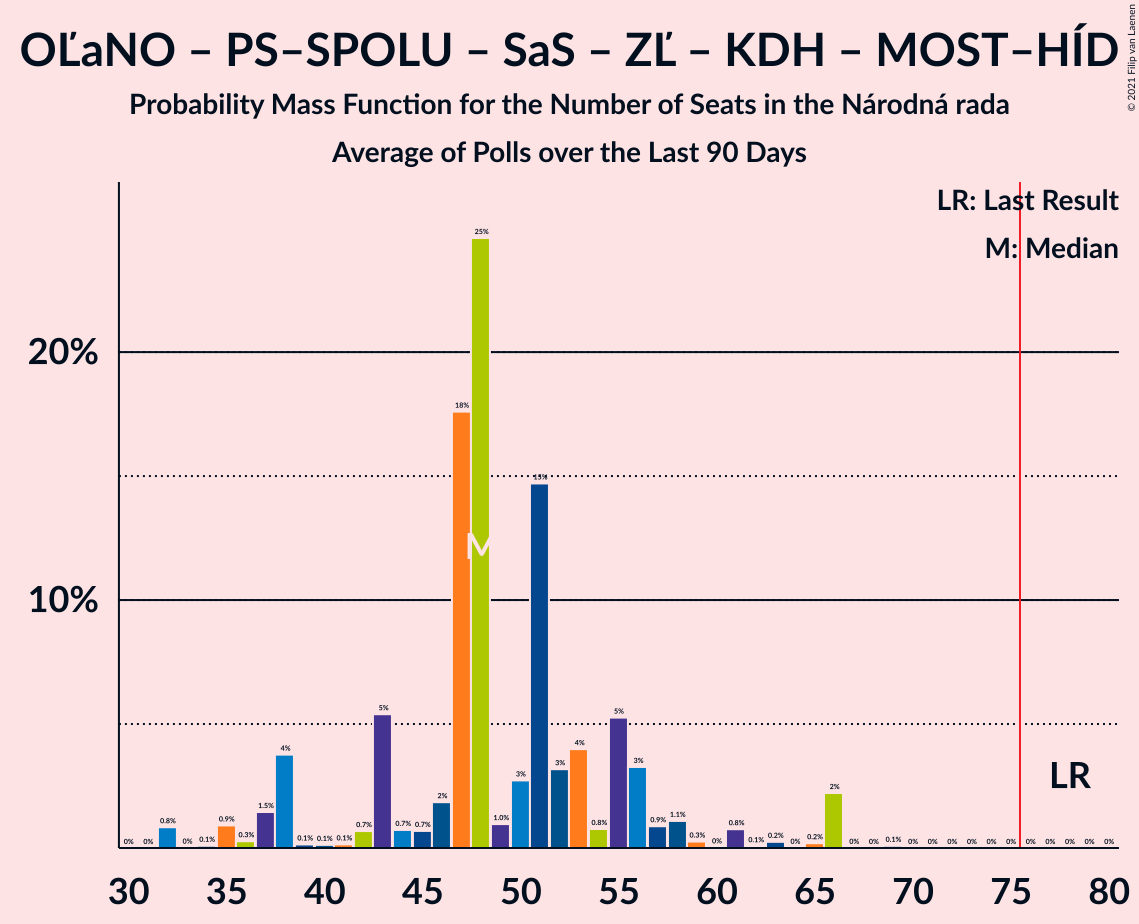 OĽaNO – PS–SPOLU – SaS – ZĽ – KDH – MOST–HÍD
Probability Mass Function for the Number of Seats in the Národná rada
Average of Polls over the Last 90 Days
© 2021 Filip van Laenen
LR: Last Result
M: Median
20%
10%
0% 0% 0.8% 0% 0.1% 0.9% 0.3% 1.5% 4% 0.1% 0.1% 0.1% 0.7% 5% 0.7% 0.7% 2% 18% 25% 1.0% 3% 15% 3% 4% 0.8% 5% 3% 0.9% 1.1% 0.3% 0% 0.8% 0.1% 0.2% 0% 0.2% 2% 0% 0% 0.1% 0% 0% 0% 0% 0% 0% 0% 0% 0% 0% 0%
M
LR
30 35 40 45 50 55 60 65 70 75 80